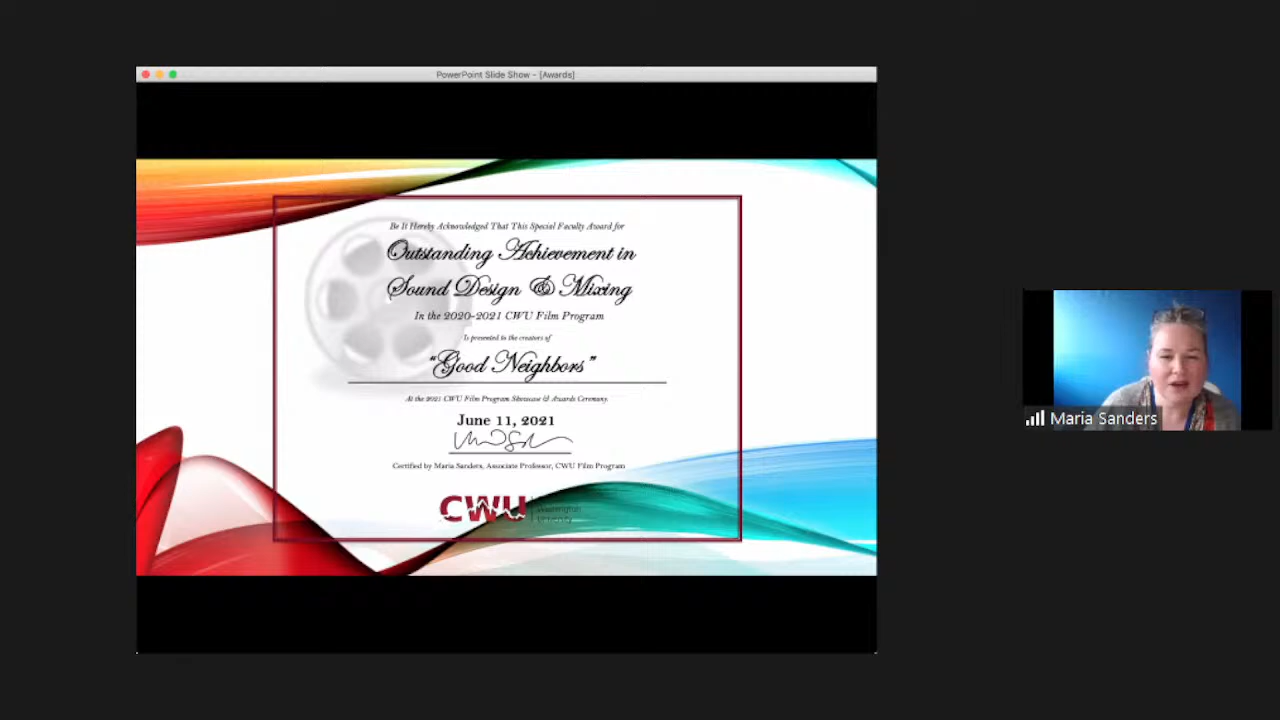 PowerPoint Slide Show - [Awards]
Be It Hereby Acknowledged That This Special Faculty Award for
Outstanding Achievement in
Sound Design & Mixing
In the 2020-2021 CWU Film Program
Is presented to the creators of
"Good Neighbors"
At the 2021 CWU Film Program Showcase & Awards Ceremony.
June 11, 2021
Certified by Maria Sanders, Associate Professor, CWU Film Program
CWU
Washington
University
Maria Sanders